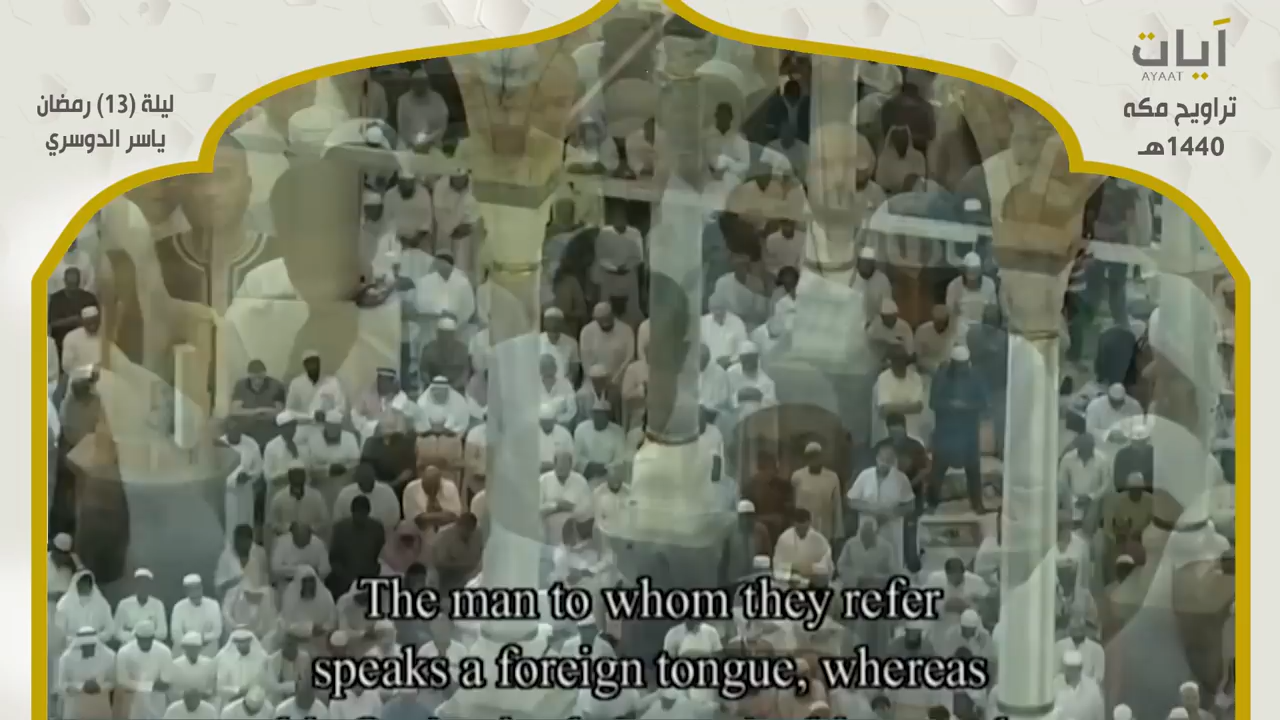 آيات
AYAAT
تراويح مكه
1440هـ
ليلة (13) رمضان
ياسر الدوسري
The man to whom they refer
speaks a foreign tongue, whereas